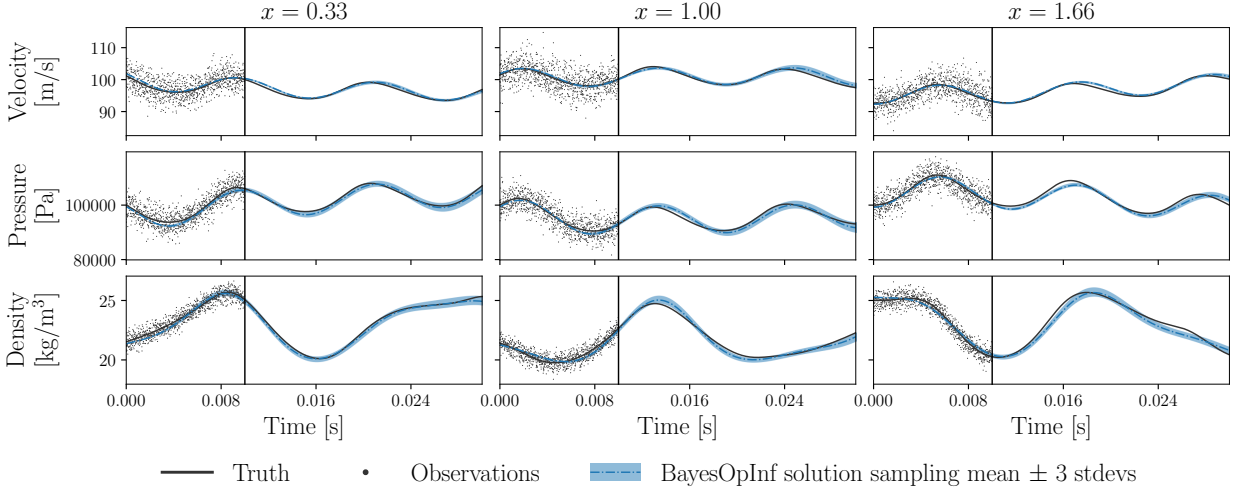 x = 0.33 x = 1.00 x = 1.66
Velocity
[m/s]
110
100
90
Pressure
[Pa]
100000
80000
Density
[kg/m³]
25
20
0.000 0.008 0.016 0.024 0.000 0.008 0.016 0.024 0.000 0.008 0.016 0.024
Time [s] Time [s] Time [s]
Truth Observations BayesOpInf solution sampling mean ± 3 stdevs